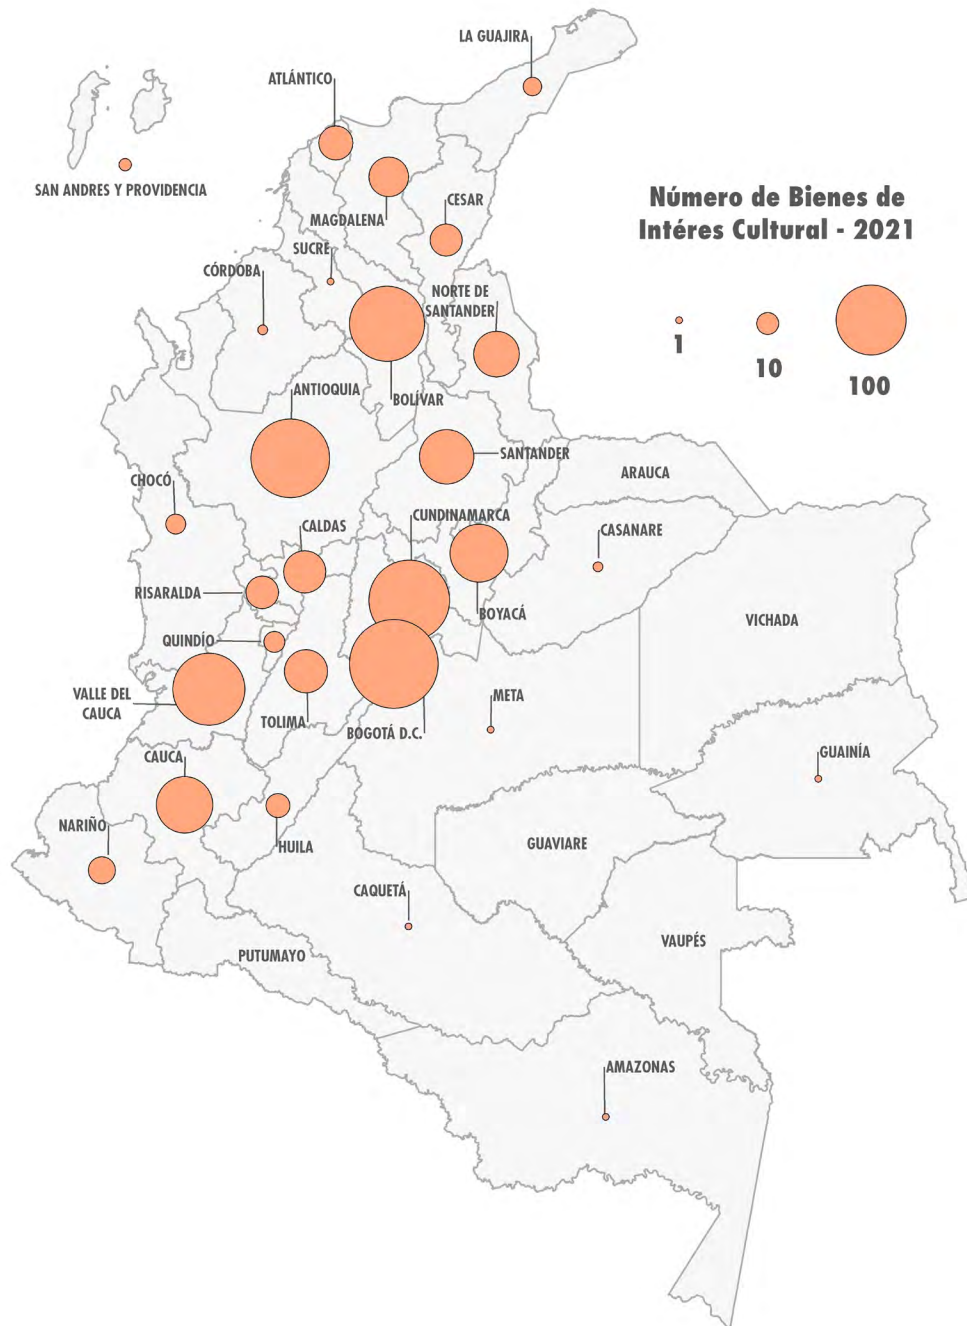 LA GUAJIRA
ATLÁNTICO
SAN ANDRES Y PROVIDENCIA
MAGDALENA
CESAR
Número de Bienes de
Intéres Cultural - 2021
1
10
100
SUCRE
CÓRDOBA
NORTE DE
SANTANDER
ANTIOQUIA
BOLÍVAR
SANTANDER
ARAUCA
CHOCÓ
CALDAS
CUNDINAMARCA
CASANARE
RISARALDA
BOYACÁ
VICHADA
QUINDÍO
VALLE DEL
CAUCA
TOLIMA
BOGOTÁ D.C.
META
CAUCA
GUAINÍA
NARIÑO
HUILA
GUAVIARE
CAQUETÁ
PUTUMAYO
VAUPÉS
AMAZONAS